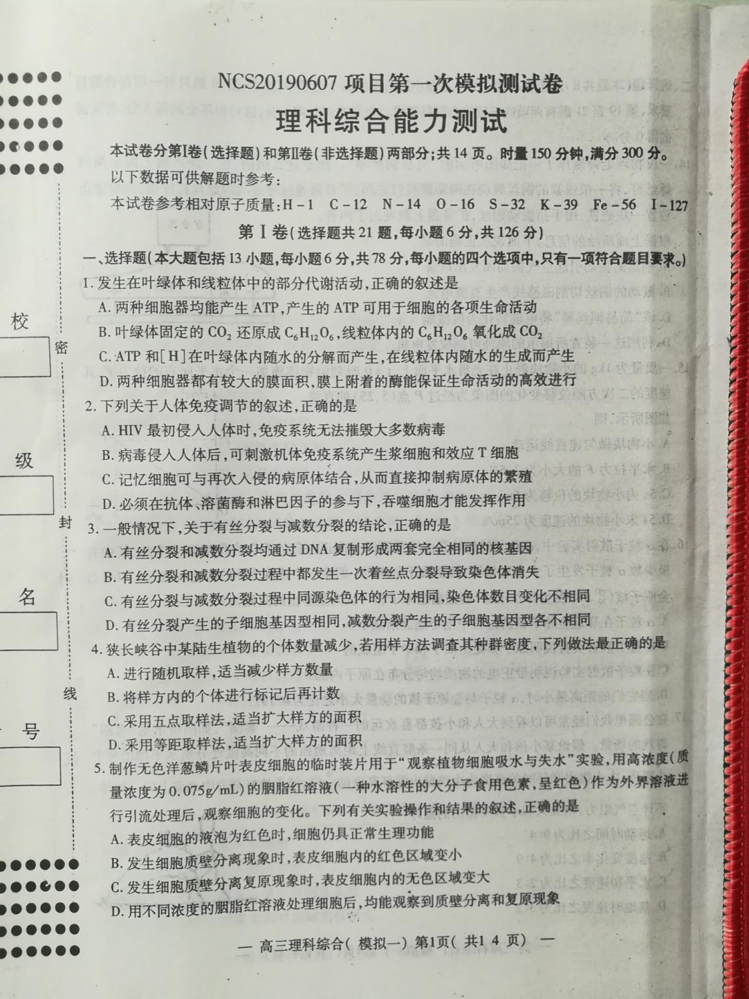 NCS20190607 项目第一次模拟测试卷
理科综合能力测试
本试卷分第Ⅰ卷(选择题)和第Ⅱ卷(非选择题)两部分;共 14 页。时量 150 分钟,满分 300 分。
以下数据可供解题时参考:
本试卷参考相对原子质量:H-1 C-12 N-14 O-16 S-32 K-39 Fe-56 I-127
第Ⅰ卷(选择题共 21 题,每小题 6 分,共 126 分)
一、选择题(本大题包括 13 小题,每小题 6 分,共 78 分,每小题的四个选项中,只有一项符合题目要求。)
1. 发生在叶绿体和线粒体中的部分代谢活动,正确的叙述是
A. 两种细胞器均能产生 ATP,产生的 ATP 可用于细胞的各项生命活动
B. 叶绿体固定的 CO₂ 还原成 C₆H₁₂O₆,线粒体内的 C₆H₁₂O₆ 氧化成 CO₂
C. ATP 和[H]在叶绿体内随水的分解而产生,在线粒体内随水的生成而产生
D. 两种细胞器都有较大的膜面积,膜上附着的酶能保证生命活动的高效进行
2. 下列关于人体免疫调节的叙述,正确的是
A. HIV 最初侵入人体时,免疫系统无法摧毁大多数病毒
B. 病毒侵入人体后,可刺激机体免疫系统产生浆细胞和效应 T 细胞
C. 记忆细胞可与再次入侵的病原体结合,从而直接抑制病原体的繁殖
D. 必须在抗体、溶菌酶和淋巴因子的参与下,吞噬细胞才能发挥作用
3. 一般情况下,关于有丝分裂与减数分裂的结论,正确的是
A. 有丝分裂和减数分裂均通过 DNA 复制形成两套完全相同的核基因
B. 有丝分裂和减数分裂过程中都发生一次着丝点分裂导致染色体消失
C. 有丝分裂与减数分裂过程中同源染色体的行为相同,染色体数目变化不相同
D. 有丝分裂产生的子细胞基因型相同,减数分裂产生的子细胞基因型各不相同
4. 狭长峡谷中某陆生植物的个体数量减少,若用样方法调查其种群密度,下列做法最正确的是
A. 进行随机取样,适当减少样方数量
B. 将样方内的个体进行标记后再计数
C. 采用五点取样法,适当扩大样方的面积
D. 采用等距取样法,适当扩大样方的面积
5. 制作无色洋葱鳞片叶表皮细胞的临时装片用于“观察植物细胞吸水与失水”实验,用高浓度(质
量浓度为 0.075g/mL)的胭脂红溶液(一种水溶性的大分子食用色素,呈红色)作为外界溶液进
行引流处理后,观察细胞的变化。下列有关实验操作和结果的叙述,正确的是
A. 表皮细胞的液泡为红色时,细胞仍具正常生理功能
B. 发生细胞质壁分离现象时,表皮细胞内的红色区域变小
C. 发生细胞质壁分离复原现象时,表皮细胞内的无色区域变大
D. 用不同浓度的胭脂红溶液处理细胞后,均能观察到质壁分离和复原现象
— 高三理科综合( 模拟一) 第1页( 共1 4 页) —
校
密
级
封
名
线
号